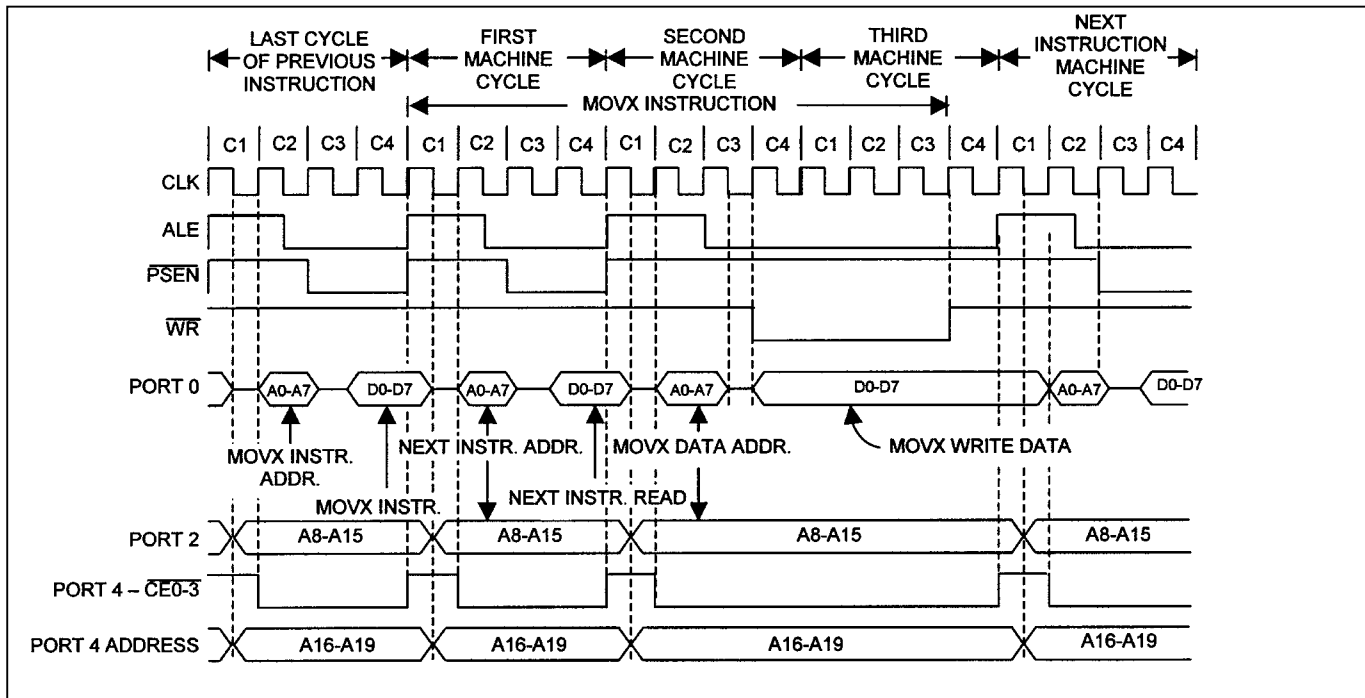 LAST CYCLE
OF PREVIOUS
INSTRUCTION
FIRST
MACHINE
CYCLE
SECOND
MACHINE
CYCLE
THIRD
MACHINE
CYCLE
NEXT
INSTRUCTION
MACHINE
CYCLE
MOVX INSTRUCTION
C1 C2 C3 C4 C1 C2 C3 C4 C1 C2 C3 C4 C1 C2 C3 C4 C1 C2 C3 C4
CLK
ALE
PSEN
WR
PORT 0 A0-A7 D0-D7 A0-A7 D0-D7 A0-A7 D0-D7 A0-A7 D0-D7
MOVX INSTR.
ADDR.
MOVX INSTR.
NEXT INSTR. ADDR.
NEXT INSTR. READ
MOVX DATA ADDR.
MOVX WRITE DATA
PORT 2 A8-A15 A8-A15 A8-A15 A8-A15
PORT 4 – CE0-3
PORT 4 ADDRESS A16-A19 A16-A19 A16-A19 A16-A19